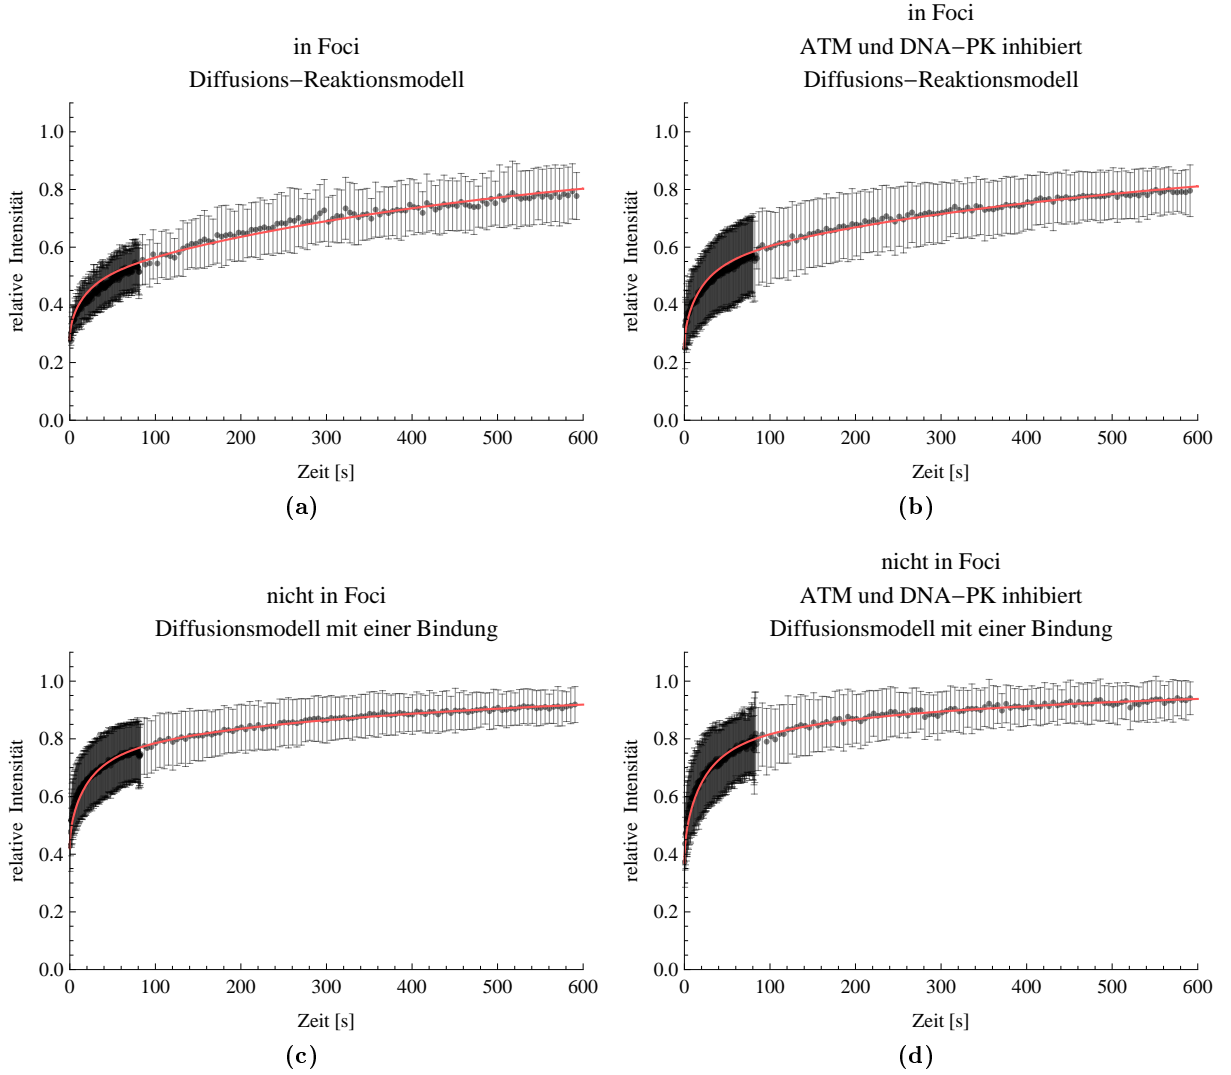 in Foci
Diffusions−Reaktionsmodell
relative Intensität
1.0
0.8
0.6
0.4
0.2
0.0
0 100 200 300 400 500 600
Zeit [s]
(a)
in Foci
ATM und DNA−PK inhibiert
Diffusions−Reaktionsmodell
relative Intensität
1.0
0.8
0.6
0.4
0.2
0.0
0 100 200 300 400 500 600
Zeit [s]
(b)
nicht in Foci
Diffusionsmodell mit einer Bindung
relative Intensität
1.0
0.8
0.6
0.4
0.2
0.0
0 100 200 300 400 500 600
Zeit [s]
(c)
nicht in Foci
ATM und DNA−PK inhibiert
Diffusionsmodell mit einer Bindung
relative Intensität
1.0
0.8
0.6
0.4
0.2
0.0
0 100 200 300 400 500 600
Zeit [s]
(d)